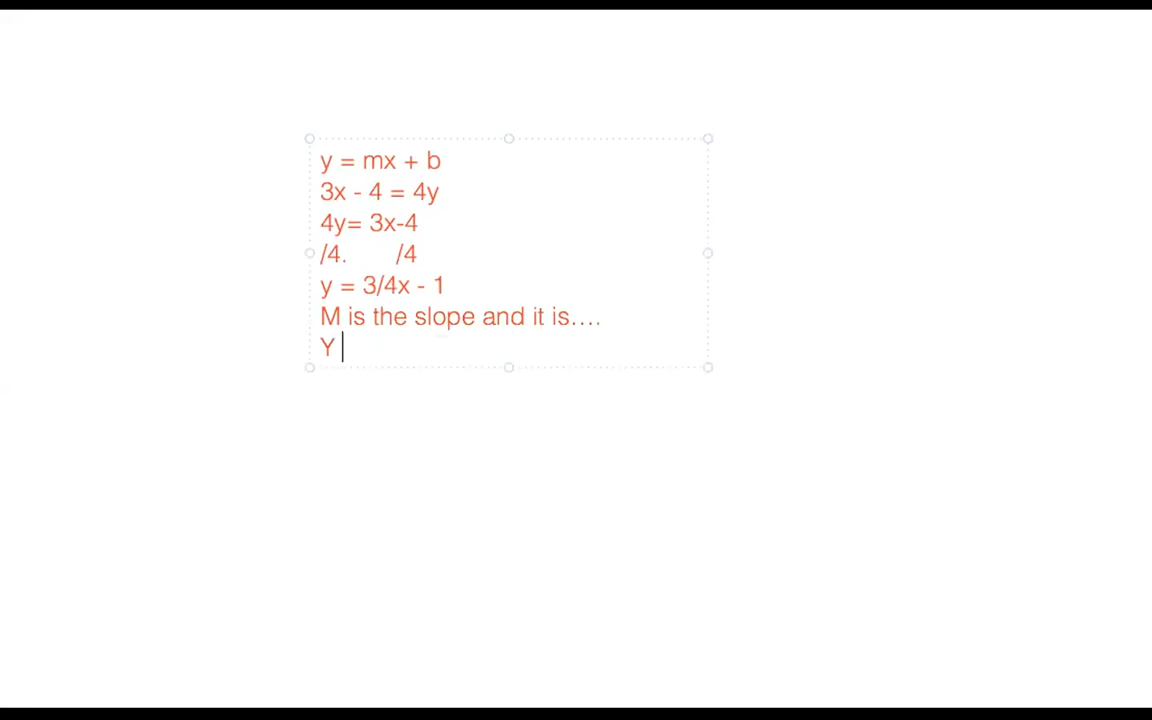 y = mx + b
3x - 4 = 4y
4y= 3x-4
/4. /4
y = 3/4x - 1
M is the slope and it is....
Y